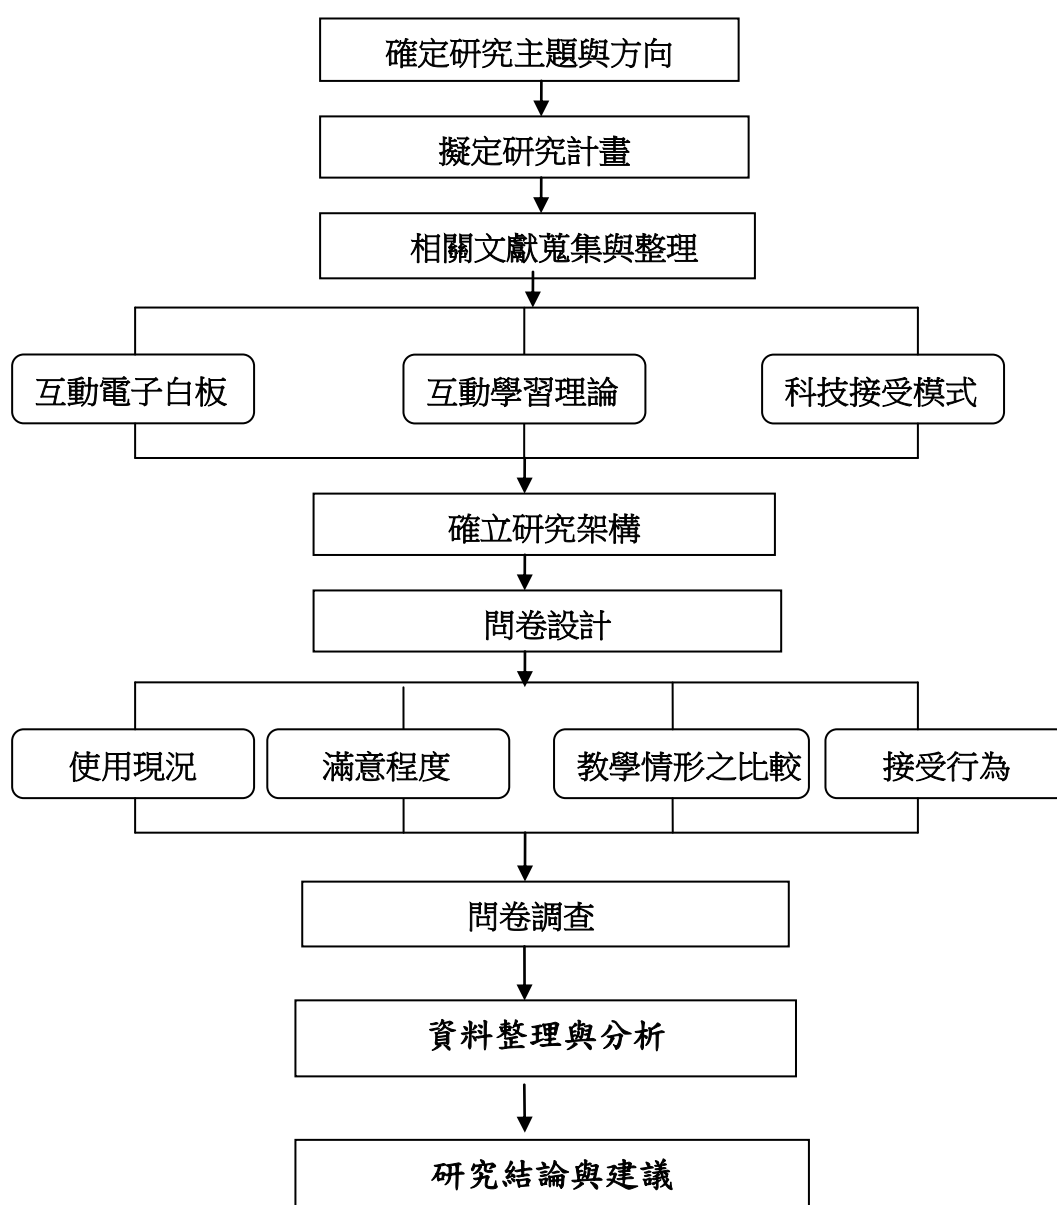 確定研究主題與方向
擬定研究計畫
相關文獻蒐集與整理
互動電子白板
互動學習理論
科技接受模式
確立研究架構
問卷設計
使用現況
滿意程度
教學情形之比較
接受行為
問卷調查
資料整理與分析
研究結論與建議